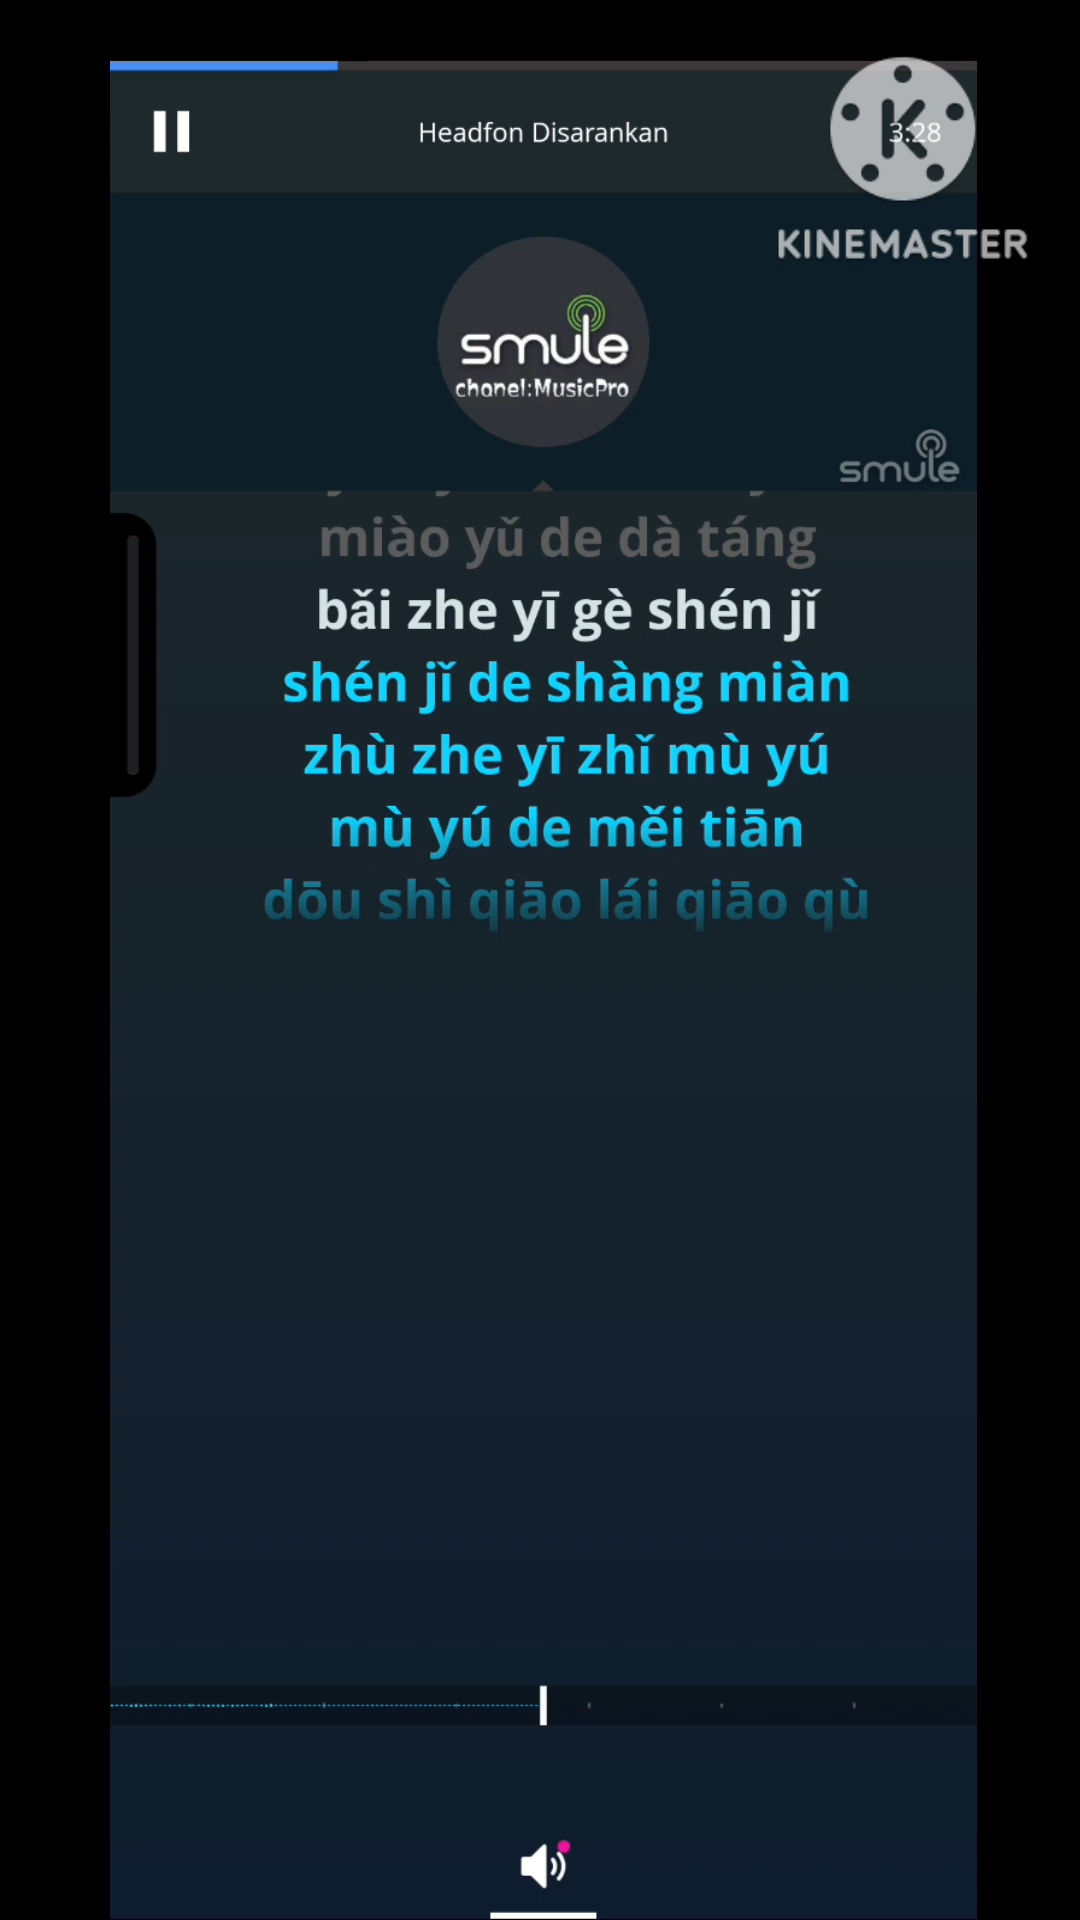 Headfon Disarankan
3:28
KINEMASTER
smule
chanel:MusicPro
smule
miào yǔ de dà táng
bǎi zhe yī gè shén jǐ
shén jǐ de shàng miàn
zhù zhe yī zhǐ mù yú
mù yú de měi tiān
dōu shì qiāo lái qiāo qù